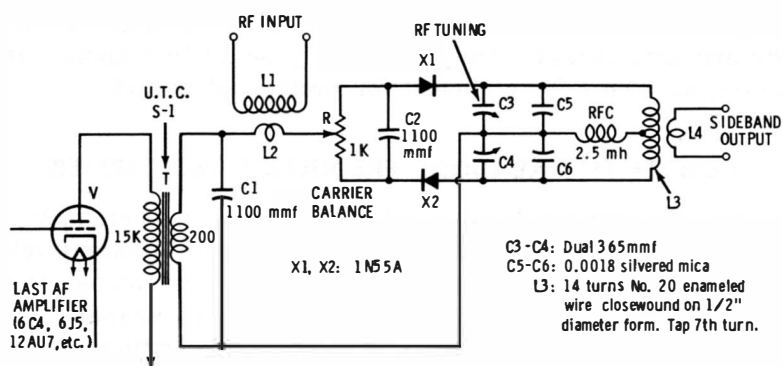 RF INPUT
L1
U.T.C.
S-1
T
V
15K
200
LAST AF
AMPLIFIER
(6C4, 6J5,
12AU7, etc.)
L2
C1
1100 mmf
R
1K
CARRIER
BALANCE
C2
1100
mmf
X1
X2
X1, X2: 1N55A
RF TUNING
C3
C4
C5
C6
RFC
2.5 mh
L3
L4
SIDEBAND
OUTPUT
C3-C4: Dual 365mmf
C5-C6: 0.0018 silvered mica
L3: 14 turns No. 20 enameled
wire closewound on 1/2"
diameter form. Tap 7th turn.